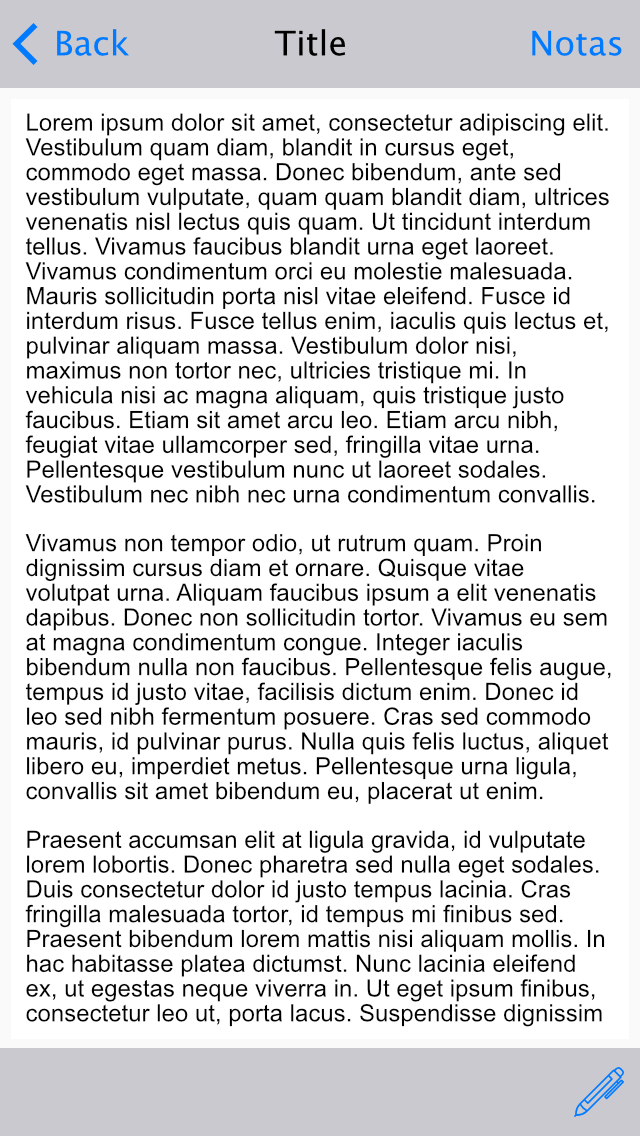 Back Title Notas
Lorem ipsum dolor sit amet, consectetur adipiscing elit.
Vestibulum quam diam, blandit in cursus eget,
commodo eget massa. Donec bibendum, ante sed
vestibulum vulputate, quam quam blandit diam, ultrices
venenatis nisl lectus quis quam. Ut tincidunt interdum
tellus. Vivamus faucibus blandit urna eget laoreet.
Vivamus condimentum orci eu molestie malesuada.
Mauris sollicitudin porta nisl vitae eleifend. Fusce id
interdum risus. Fusce tellus enim, iaculis quis lectus et,
pulvinar aliquam massa. Vestibulum dolor nisi,
maximus non tortor nec, ultricies tristique mi. In
vehicula nisi ac magna aliquam, quis tristique justo
faucibus. Etiam sit amet arcu leo. Etiam arcu nibh,
feugiat vitae ullamcorper sed, fringilla vitae urna.
Pellentesque vestibulum nunc ut laoreet sodales.
Vestibulum nec nibh nec urna condimentum convallis.
Vivamus non tempor odio, ut rutrum quam. Proin
dignissim cursus diam et ornare. Quisque vitae
volutpat urna. Aliquam faucibus ipsum a elit venenatis
dapibus. Donec non sollicitudin tortor. Vivamus eu sem
at magna condimentum congue. Integer iaculis
bibendum nulla non faucibus. Pellentesque felis augue,
tempus id justo vitae, facilisis dictum enim. Donec id
leo sed nibh fermentum posuere. Cras sed commodo
mauris, id pulvinar purus. Nulla quis felis luctus, aliquet
libero eu, imperdiet metus. Pellentesque urna ligula,
convallis sit amet bibendum eu, placerat ut enim.
Praesent accumsan elit at ligula gravida, id vulputate
lorem lobortis. Donec pharetra sed nulla eget sodales.
Duis consectetur dolor id justo tempus lacinia. Cras
fringilla malesuada tortor, id tempus mi finibus sed.
Praesent bibendum lorem mattis nisi aliquam mollis. In
hac habitasse platea dictumst. Nunc lacinia eleifend
ex, ut egestas neque viverra in. Ut eget ipsum finibus,
consectetur leo ut, porta lacus. Suspendisse dignissim